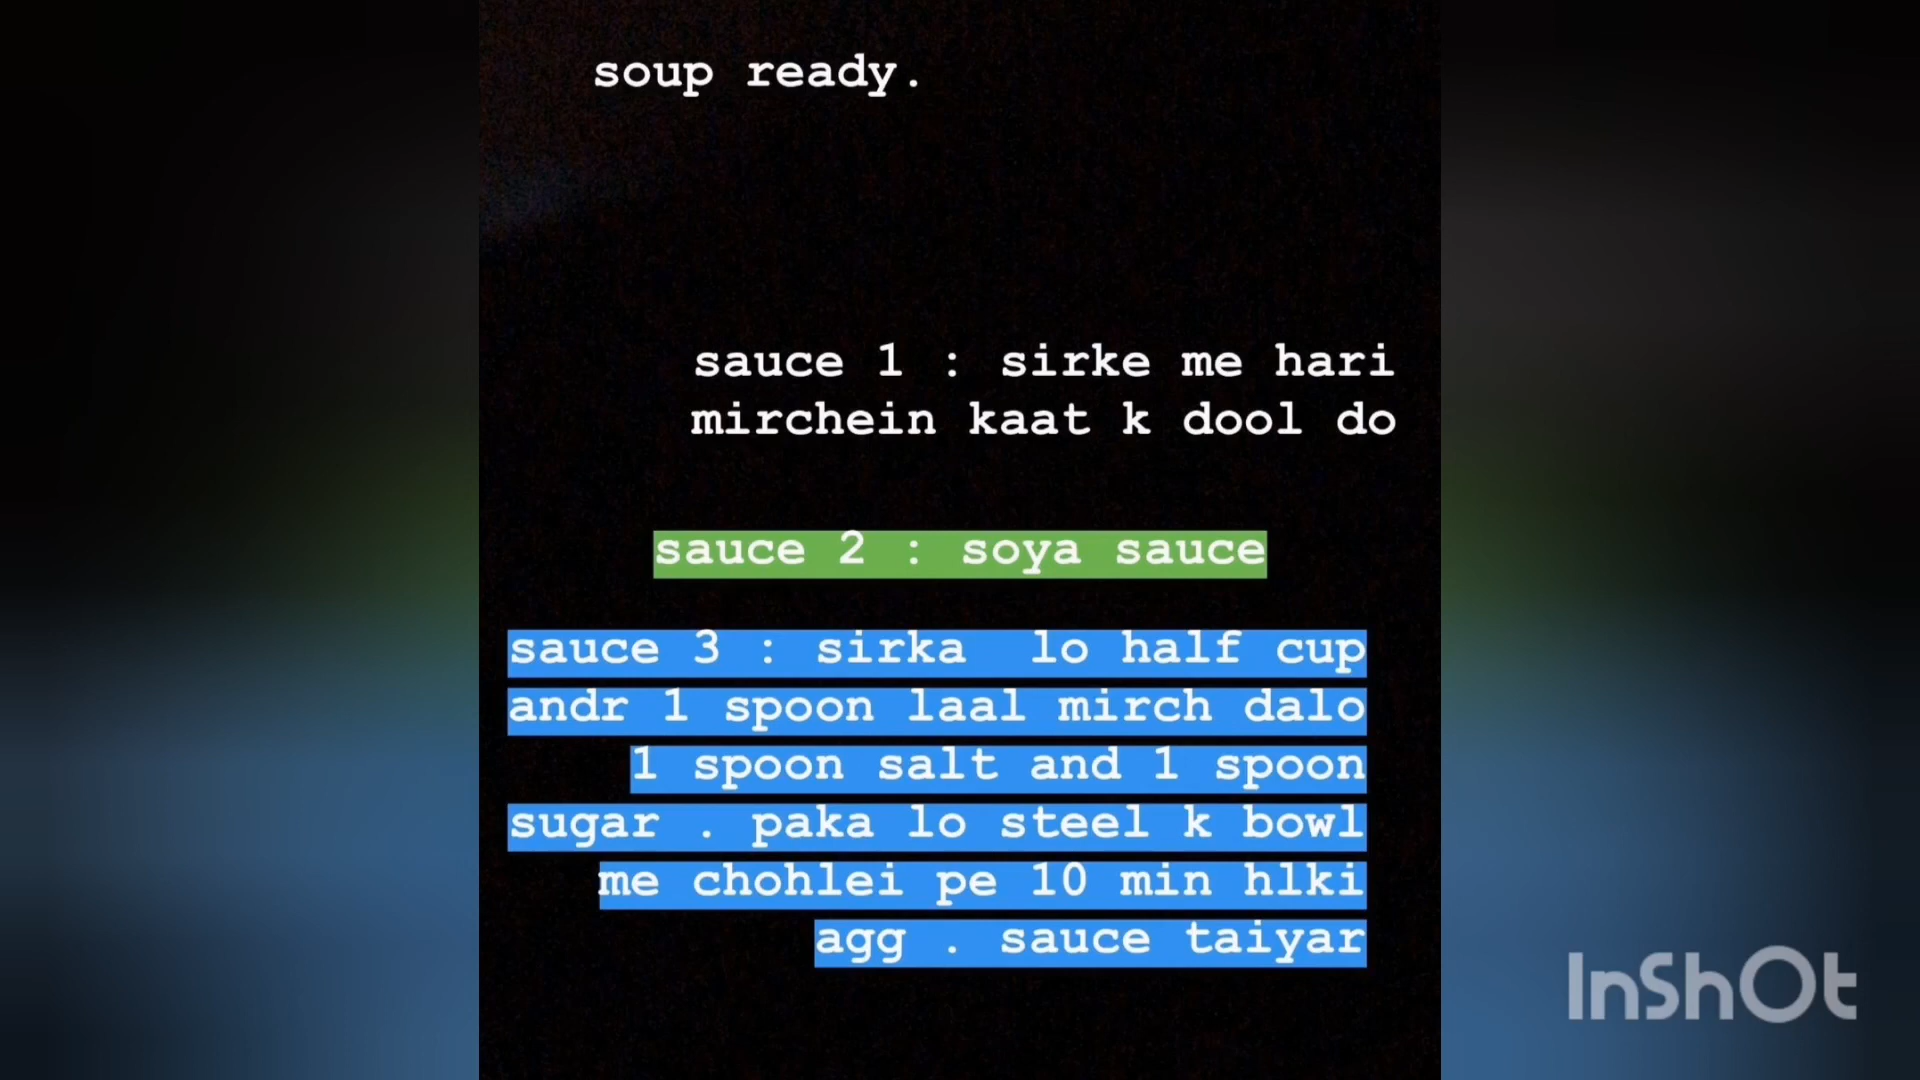 soup ready.
sauce 1 : sirke me hari
mirchein kaat k dool do
sauce 2 : soya sauce
sauce 3 : sirka lo half cup
andr 1 spoon laal mirch dalo
1 spoon salt and 1 spoon
sugar . paka lo steel k bowl
me chohlei pe 10 min hlki
agg . sauce taiyar
InShOt